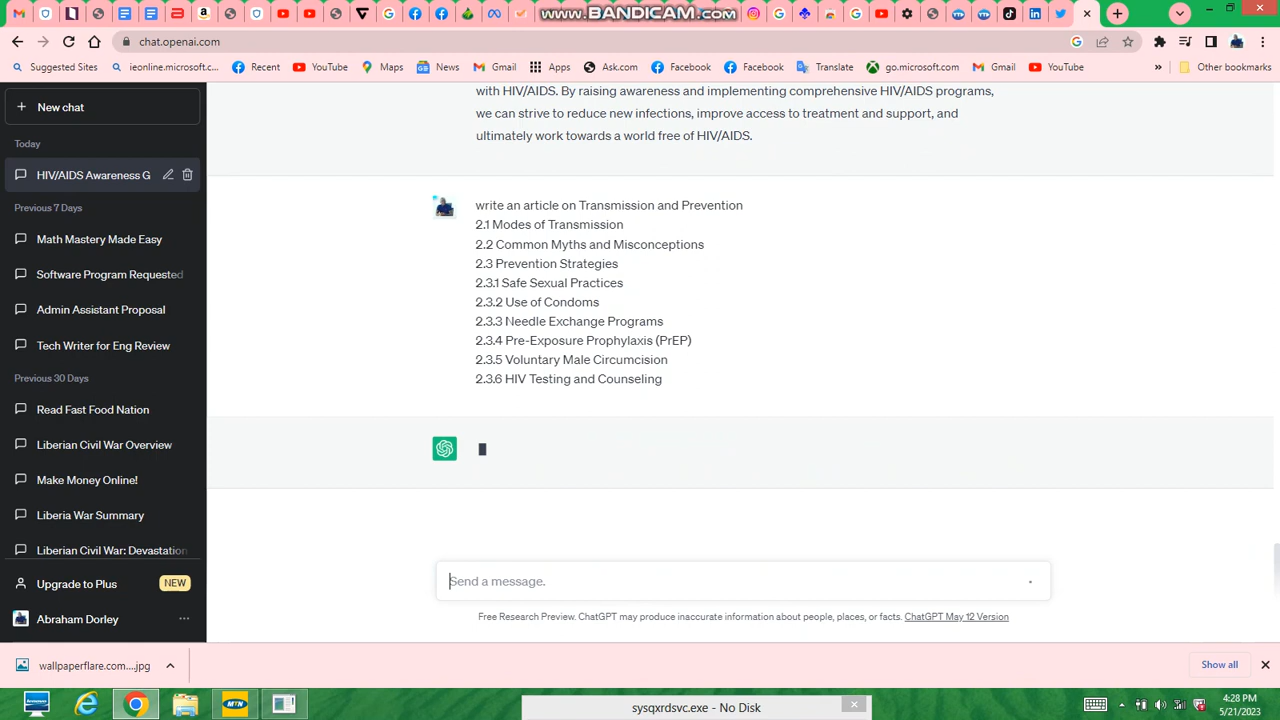 www.BANDICAM.com
chat.openai.com
Suggested Sites
ieonline.microsoft.c...
Recent
YouTube
Maps
News
Gmail
Apps
Ask.com
Facebook
Facebook
Translate
go.microsoft.com
Gmail
YouTube
»
Other bookmarks
+ New chat
Today
HIV/AIDS Awareness G
Previous 7 Days
Math Mastery Made Easy
Software Program Requested
Admin Assistant Proposal
Tech Writer for Eng Review
Previous 30 Days
Read Fast Food Nation
Liberian Civil War Overview
Make Money Online!
Liberia War Summary
Liberian Civil War: Devastation
Upgrade to Plus NEW
Abraham Dorley ...
with HIV/AIDS. By raising awareness and implementing comprehensive HIV/AIDS programs,
we can strive to reduce new infections, improve access to treatment and support, and
ultimately work towards a world free of HIV/AIDS.
write an article on Transmission and Prevention
2.1 Modes of Transmission
2.2 Common Myths and Misconceptions
2.3 Prevention Strategies
2.3.1 Safe Sexual Practices
2.3.2 Use of Condoms
2.3.3 Needle Exchange Programs
2.3.4 Pre-Exposure Prophylaxis (PrEP)
2.3.5 Voluntary Male Circumcision
2.3.6 HIV Testing and Counseling
Send a message.
Free Research Preview. ChatGPT may produce inaccurate information about people, places, or facts. ChatGPT May 12 Version
wallpaperflare.com....jpg
Show all
MTN
sysqxrdsvc.exe - No Disk
4:28 PM
5/21/2023